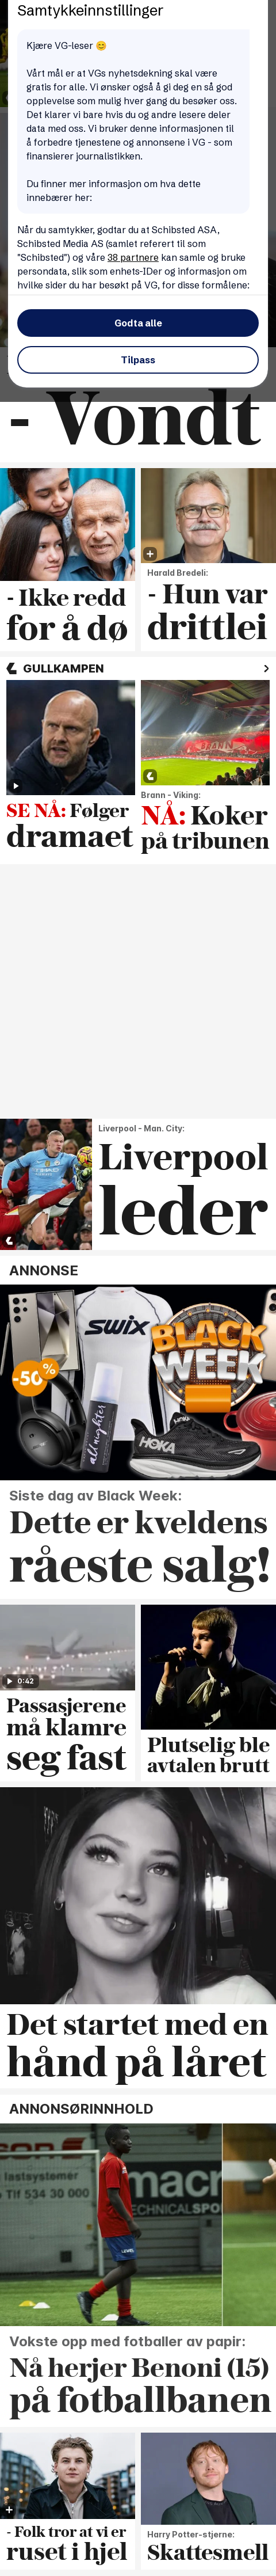 Samtykkeinnstillinger
Kjære VG-leser 😊
Vårt mål er at VGs nyhetsdekning skal være
gratis for alle. Vi ønsker også å gi deg en så god
opplevelse som mulig hver gang du besøker oss.
Det klarer vi bare hvis du og andre lesere deler
data med oss. Vi bruker denne informasjonen til
å forbedre tjenestene og annonsene i VG - som
finansierer journalistikken.
Du finner mer informasjon om hva dette
innebærer her:
Når du samtykker, godtar du at Schibsted ASA,
Schibsted Media AS (samlet referert til som
"Schibsted") og våre 38 partnere kan samle og bruke
persondata, slik som enhets-IDer og informasjon om
hvilke sider du har besøkt på VG, for disse formålene:
Godta alle
Tilpass
- Vondt
- Ikke redd
for å dø
Harald Bredeli:
- Hun var
drittlei
GULLKAMPEN
SE NÅ: Følger
dramaet
Brann - Viking:
NÅ: Koker
på tribunen
Liverpool - Man. City:
Liverpool
leder
ANNONSE
SWIX
BLACK
WEEK
-50%
all nighter
HOKA
Siste dag av Black Week:
Dette er kveldens
råeste salg!
0:42
Passasjerene
må klamre
seg fast
Plutselig ble
avtalen brutt
Det startet med en
hånd på låret
ANNONSØRINNHOLD
lastsystemer
Tlf 534 30 000
TECHNICALSPO
Vokste opp med fotballer av papir:
Nå herjer Benoni (15)
på fotballbanen
- Folk tror at vi er
ruset i hjel
Harry Potter-stjerne:
Skattesmell